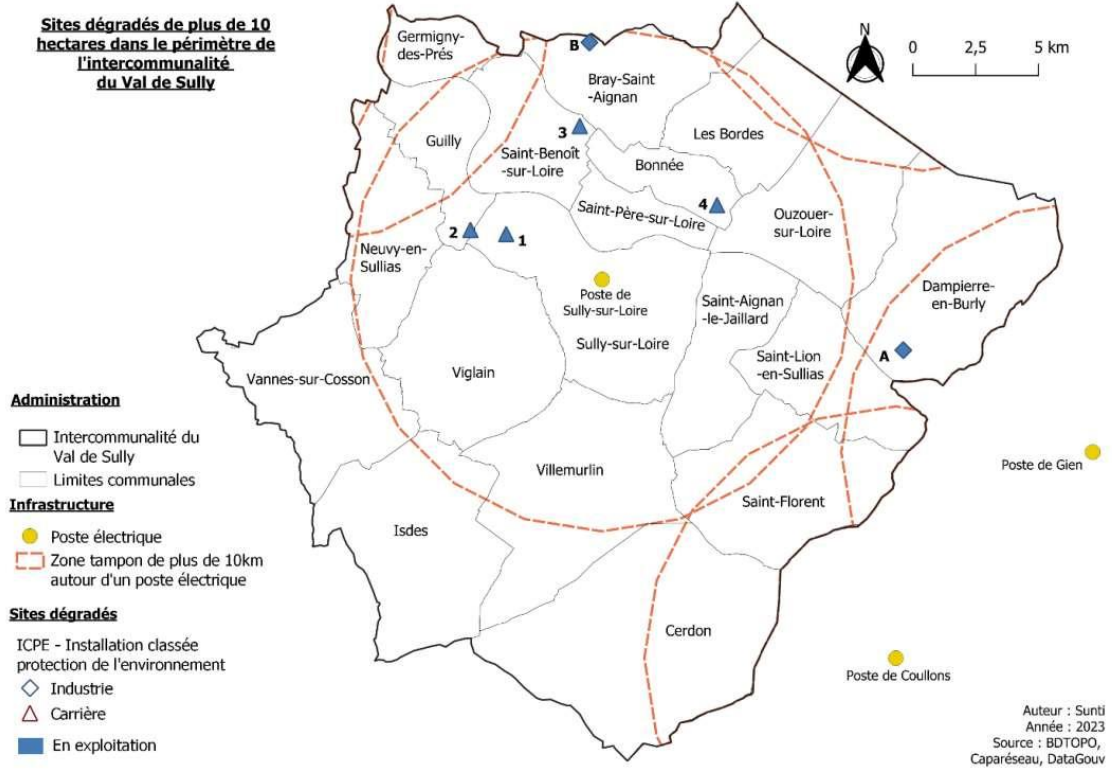 Sites dégradés de plus de 10
hectares dans le périmètre de
l'intercommunalité
du Val de Sully
N
0 2,5 5 km
Germigny-
des-Prés
B
Bray-Saint
-Aignan
Guilly
3
Saint-Benoît
-sur-Loire
Les Bordes
Bonnée
4
Saint-Père-sur-Loire
Ouzouer-
sur-Loire
2
1
Neuvy-en-
Sullias
Poste de
Sully-sur-Loire
Sully-sur-Loire
Saint-Aignan
-le-Jaillard
Dampierre-
en-Burly
A
Saint-Lion
-en-Sullias
Vannes-sur-Cosson
Viglain
Villemurlin
Saint-Florent
Isdes
Cerdon
Poste de Gien
Poste de Coullons
Administration
Intercommunalité du
Val de Sully
Limites communales
Infrastructure
Poste électrique
Zone tampon de plus de 10km
autour d'un poste électrique
Sites dégradés
ICPE - Installation classée
protection de l'environnement
Industrie
Carrière
En exploitation
Auteur : Sunti
Année : 2023
Source : BDTOPO,
Caparéseau, DataGouv